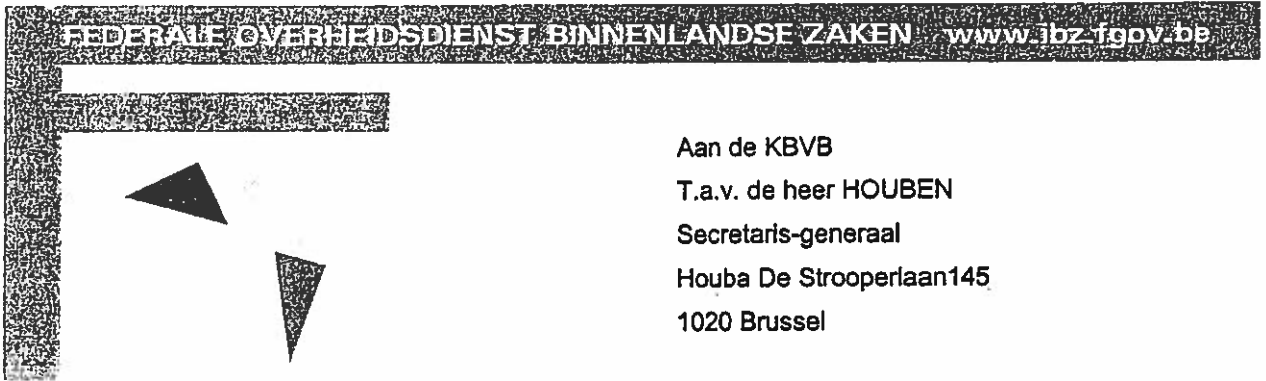 FEDERALE OVERHEIDSDIENST BINNENLANDSE ZAKEN www.ibz.fgov.be
Aan de KBVB
T.a.v. de heer HOUBEN
Secretaris-generaal
Houba De Strooperlaan145
1020 Brussel